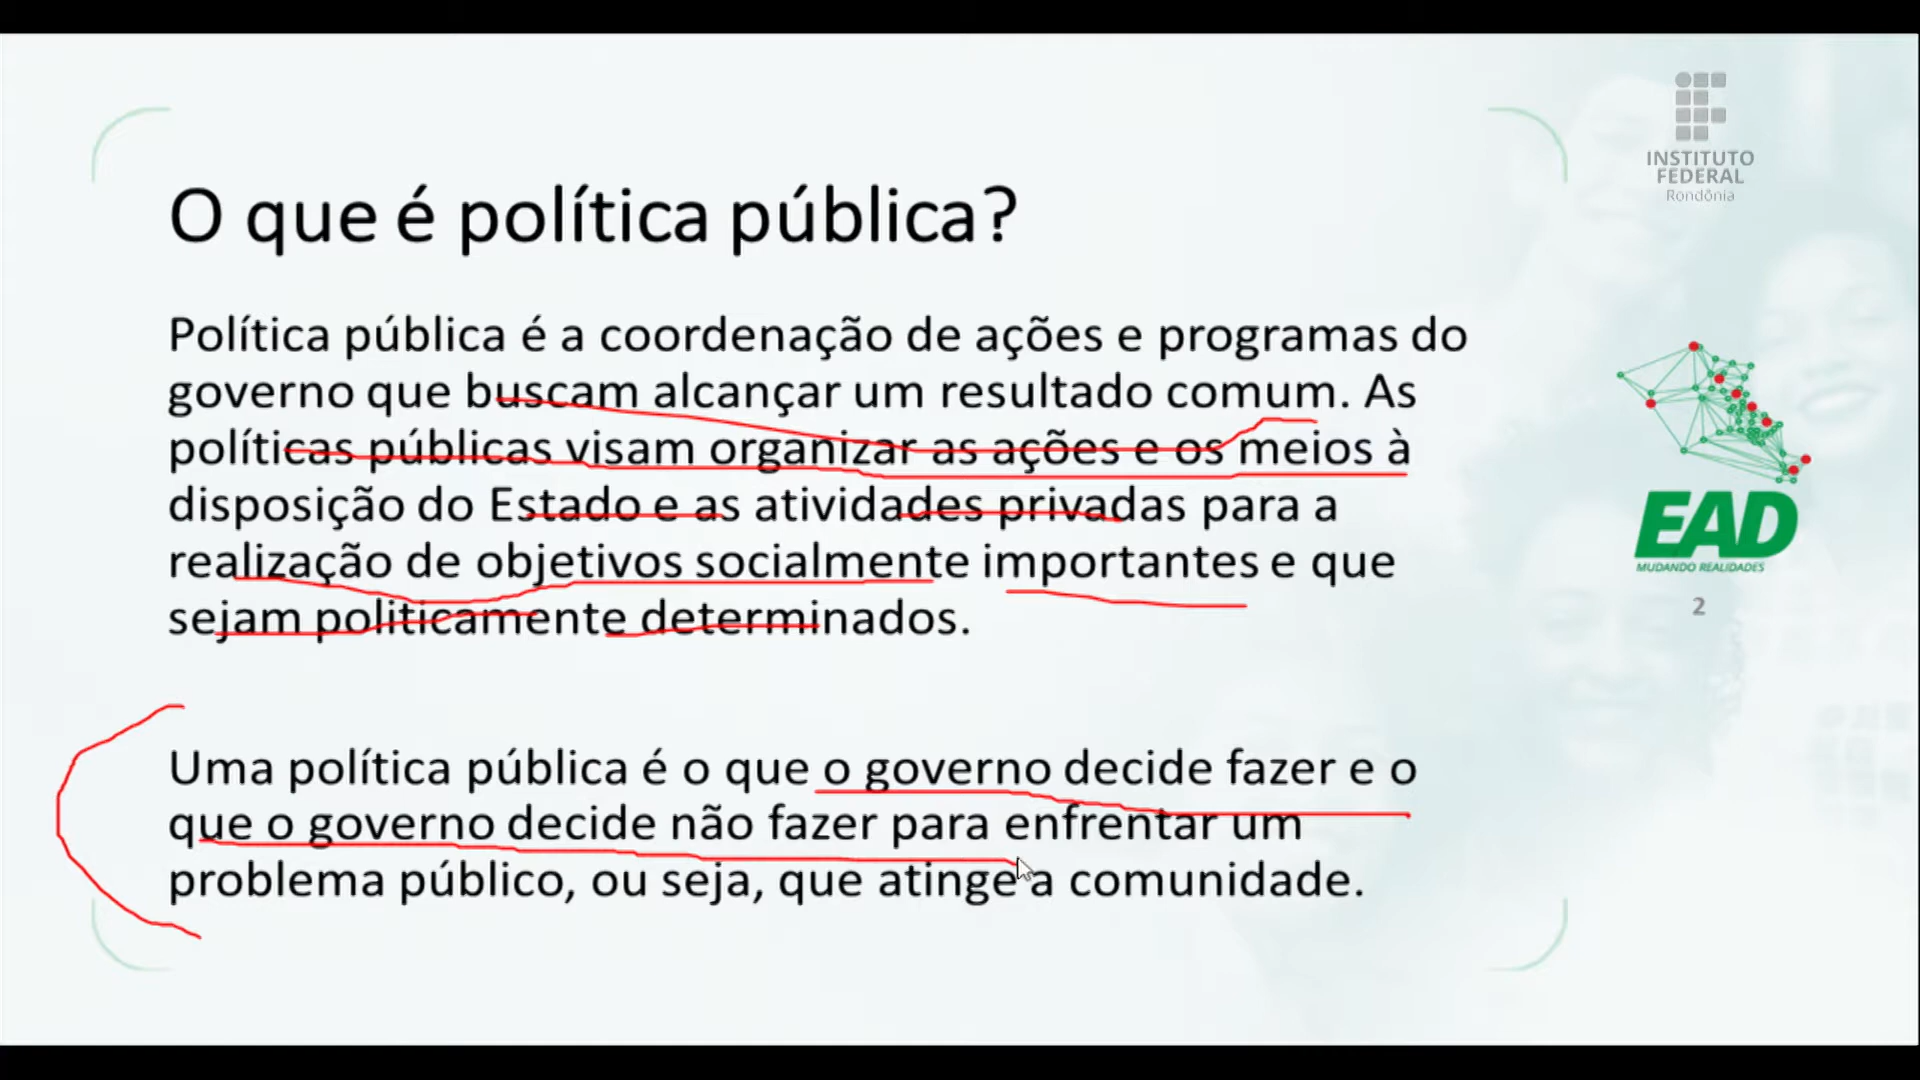 INSTITUTO
FEDERAL
Rondônia
O que é política pública?
Política pública é a coordenação de ações e programas do
governo que buscam alcançar um resultado comum. As
políticas públicas visam organizar as ações e os meios à
disposição do Estado e as atividades privadas para a
realização de objetivos socialmente importantes e que
sejam politicamente determinados.
Uma política pública é o que o governo decide fazer e o
que o governo decide não fazer para enfrentar um
problema público, ou seja, que atinge a comunidade.
EAD
MUDANDO REALIDADES
2